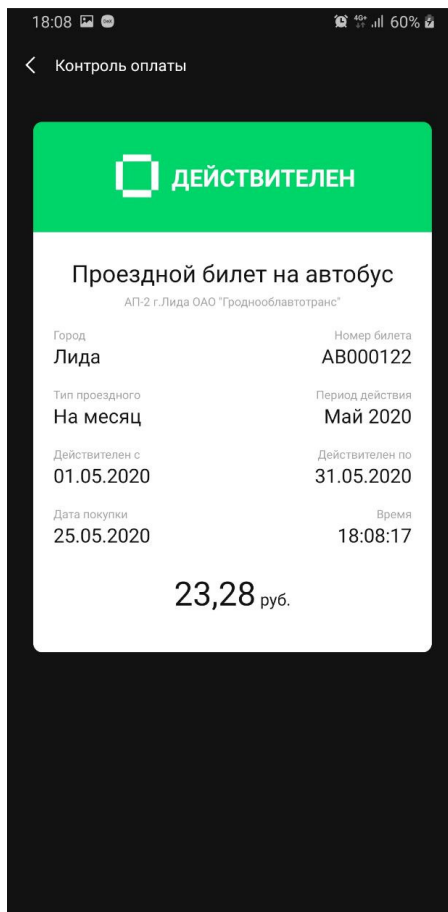 18:08 4G+ 60%
Контроль оплаты
ДЕЙСТВИТЕЛЕН
Проездной билет на автобус
АП-2 г.Лида ОАО "Гроднооблавтотранс"
Город Номер билета
Лида АВ000122
Тип проездного Период действия
На месяц Май 2020
Действителен с Действителен по
01.05.2020 31.05.2020
Дата покупки Время
25.05.2020 18:08:17
23,28 руб.